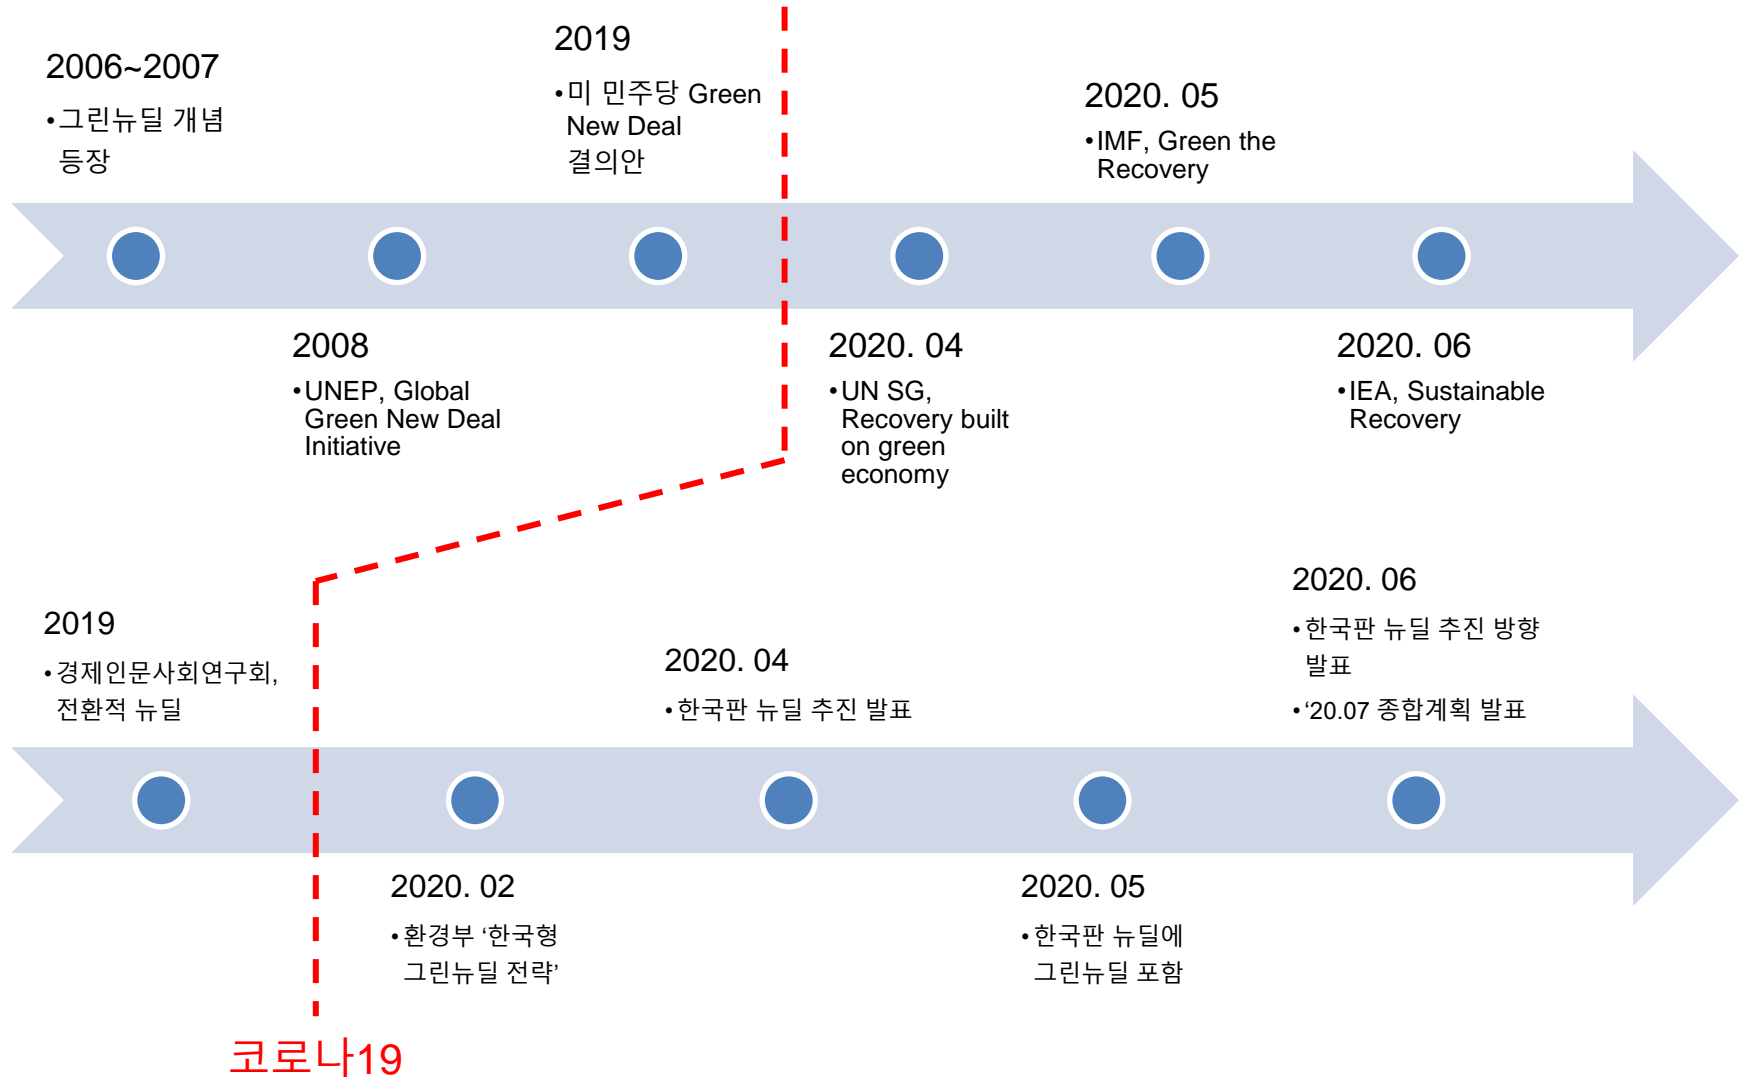 2006~2007
•그린뉴딜 개념
등장
2019
•미 민주당 Green
New Deal
결의안
2020. 05
•IMF, Green the
Recovery
2008
•UNEP, Global
Green New Deal
Initiative
2020. 04
•UN SG,
Recovery built
on green
economy
2020. 06
•IEA, Sustainable
Recovery
2019
•경제인문사회연구회,
전환적 뉴딜
2020. 04
•한국판 뉴딜 추진 발표
2020. 06
•한국판 뉴딜 추진 방향
발표
•‘20.07 종합계획 발표
2020. 02
•환경부 ‘한국형
그린뉴딜 전략’
2020. 05
•한국판 뉴딜에
그린뉴딜 포함
코로나19